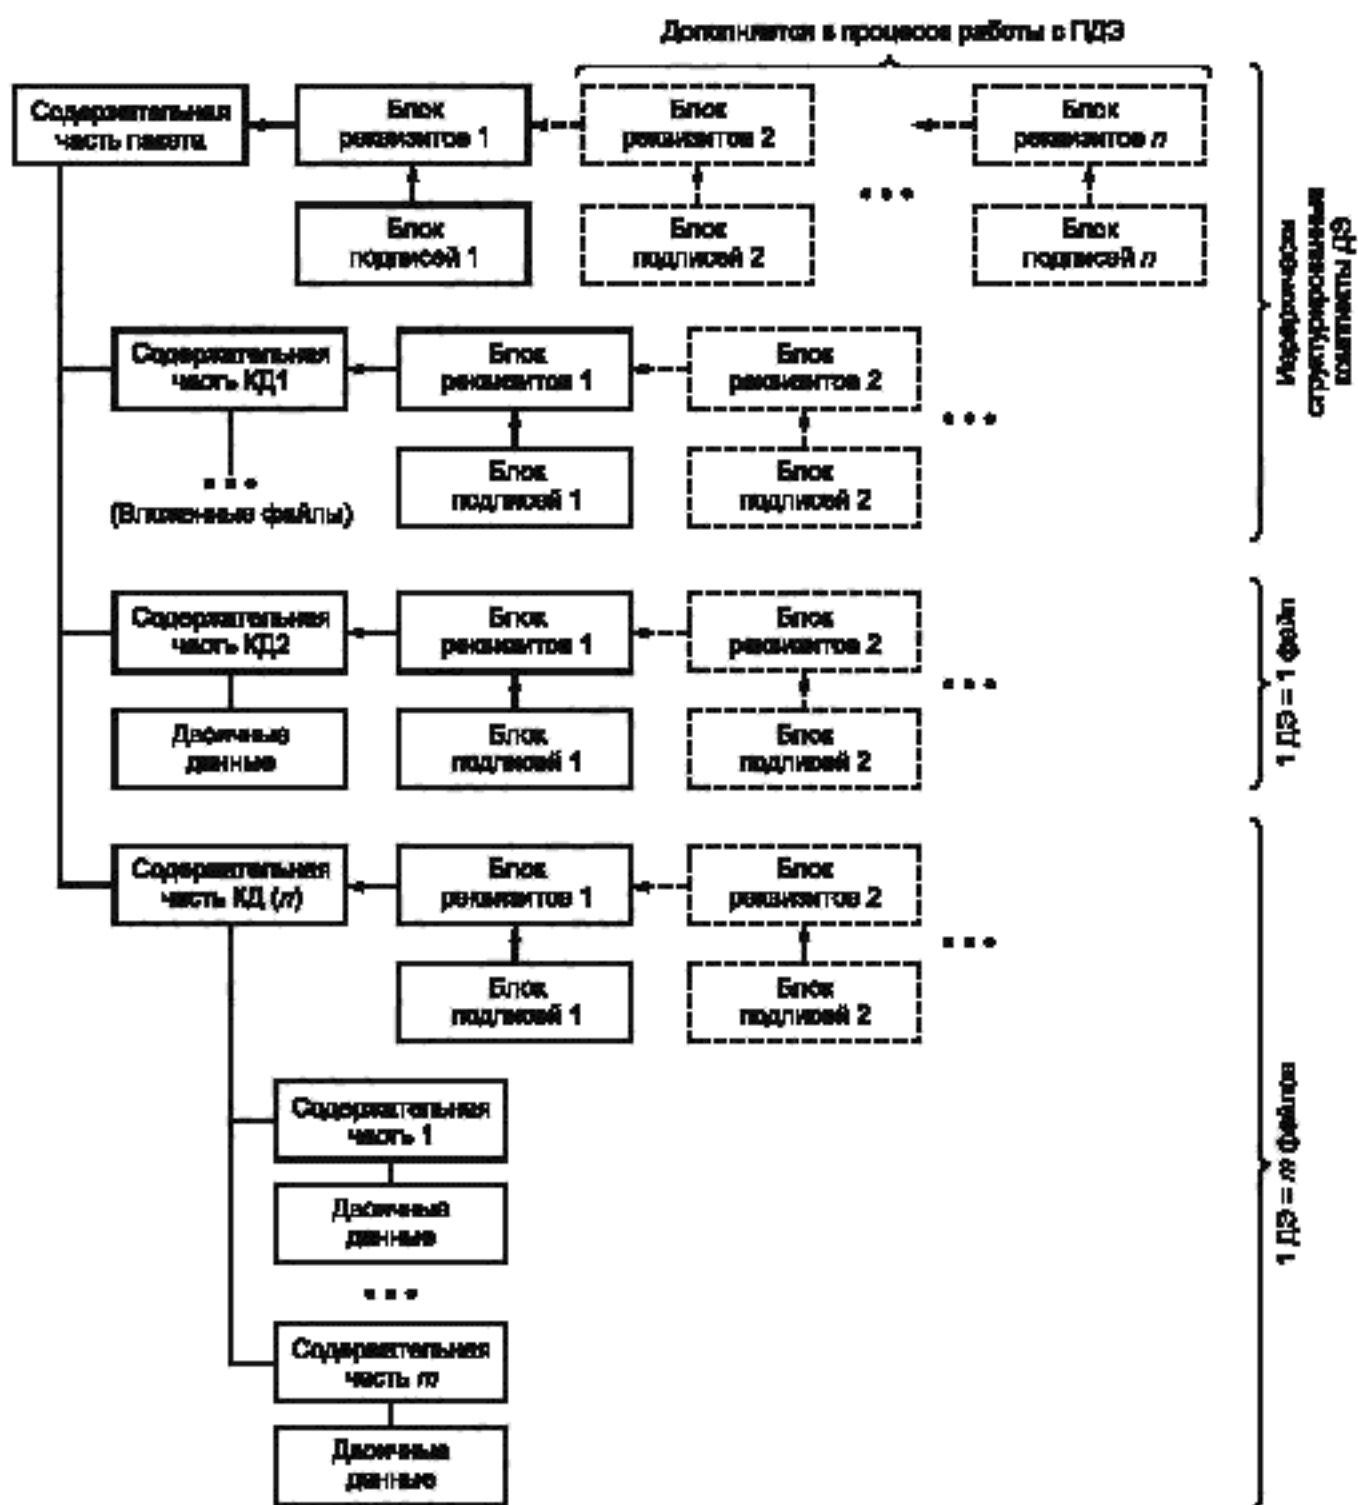 Дополняется в процессе работы с ПДЭ
Содержательная
часть пакета
Блок
реквизитов 1
Блок
реквизитов 2
Блок
реквизитов n
Блок
подписей 1
Блок
подписей 2
Блок
подписей n
Иерархически
структурированные
комплекты ДЭ
Содержательная
часть КД1
Блок
реквизитов 1
Блок
реквизитов 2
(Вложенные файлы)
Блок
подписей 1
Блок
подписей 2
Содержательная
часть КД2
Блок
реквизитов 1
Блок
реквизитов 2
Двоичные
данные
Блок
подписей 1
Блок
подписей 2
1 ДЭ = 1 файл
Содержательная
часть КД (n)
Блок
реквизитов 1
Блок
реквизитов 2
Блок
подписей 1
Блок
подписей 2
Содержательная
часть 1
Двоичные
данные
Содержательная
часть m
Двоичные
данные
1 ДЭ = m файлов